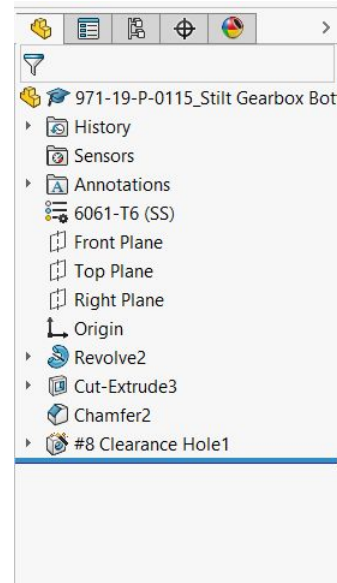 971-19-P-0115_Stilt Gearbox Bot
History
Sensors
A Annotations
6061-T6 (SS)
Front Plane
Top Plane
Right Plane
Origin
Revolve2
Cut-Extrude3
Chamfer2
#8 Clearance Hole1